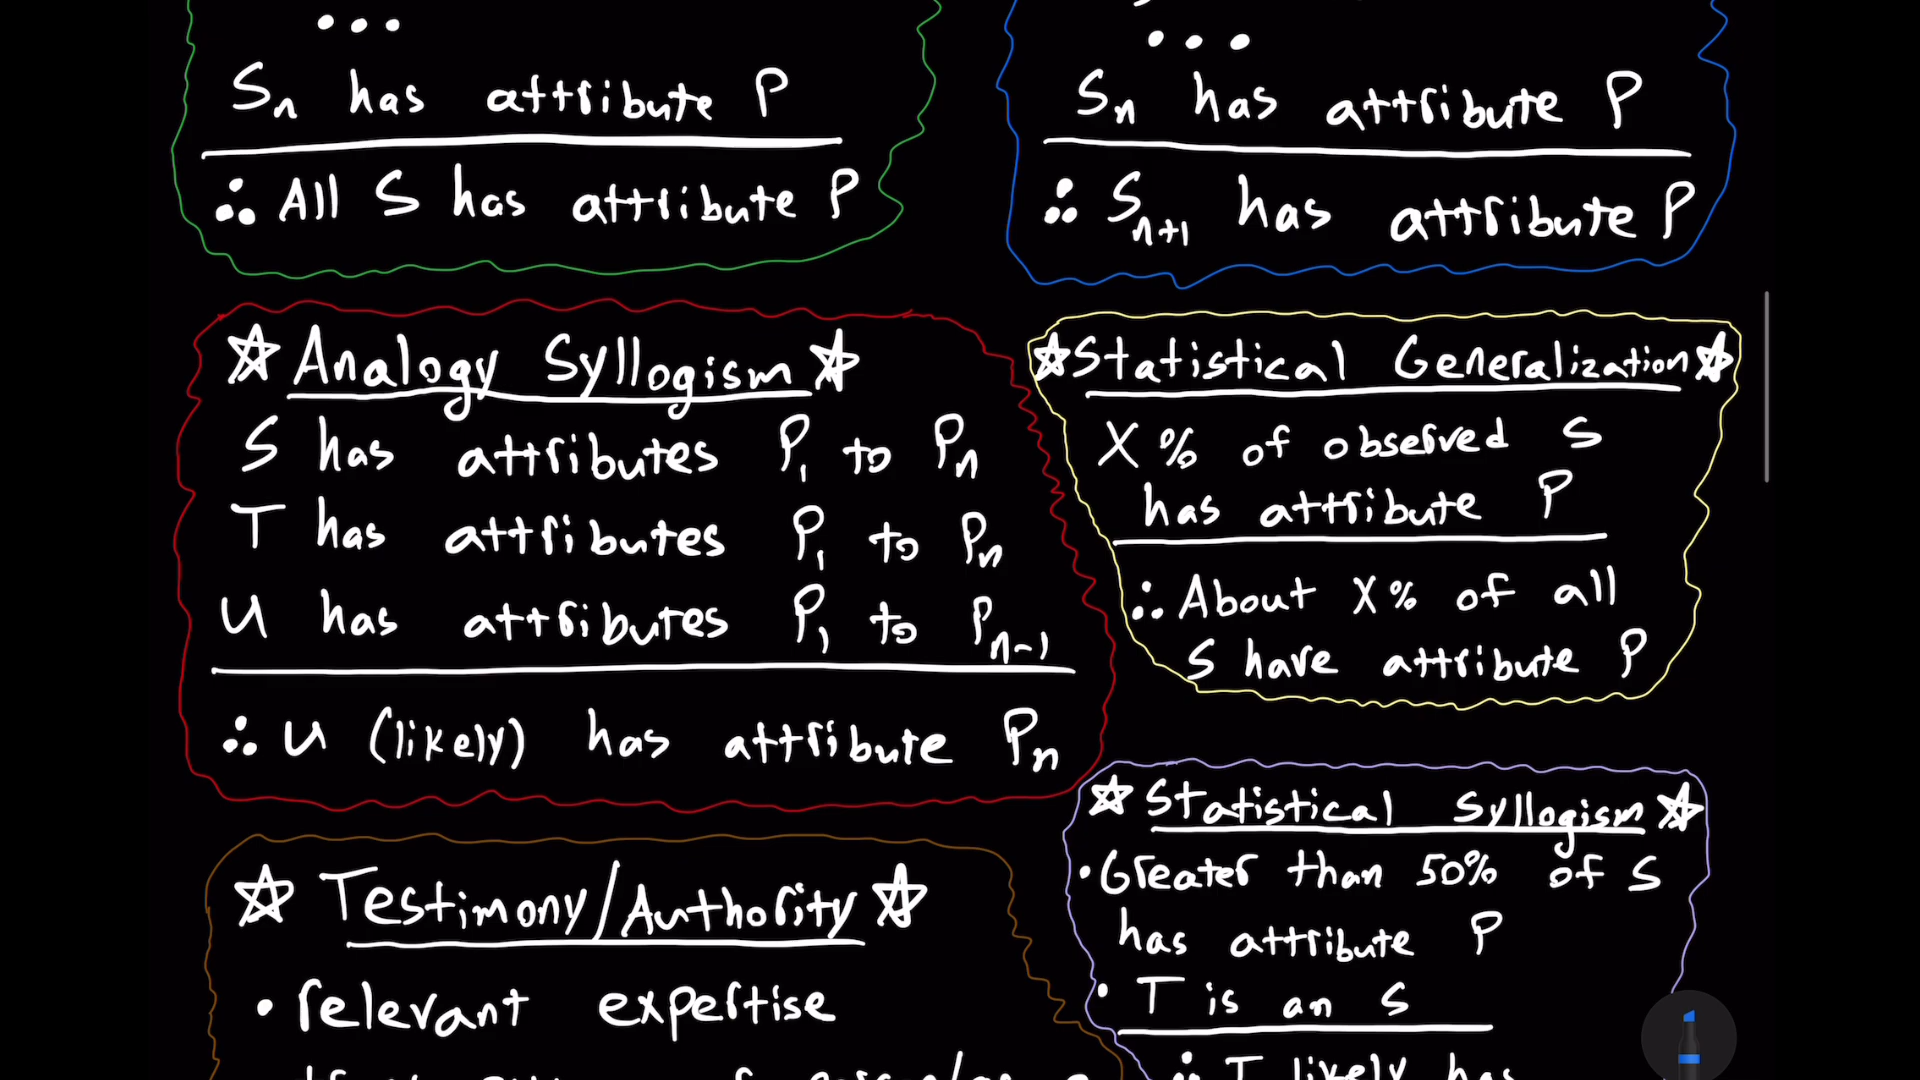 ...
Sn has attribute P
∴ All S has attribute P
...
Sn has attribute P
∴ Sn+1 has attribute P
☆ Analogy Syllogism ☆
S has attributes P1 to Pn
T has attributes P1 to Pn
U has attributes P1 to Pn-1
∴ U (likely) has attribute Pn
☆ Statistical Generalization ☆
X% of observed S
has attribute P
∴ About X% of all
S have attribute P
☆ Testimony/Authority ☆
• relevant expertise
☆ Statistical Syllogism ☆
• Greater than 50% of S
has attribute P
• T is an S
∴ T likely has